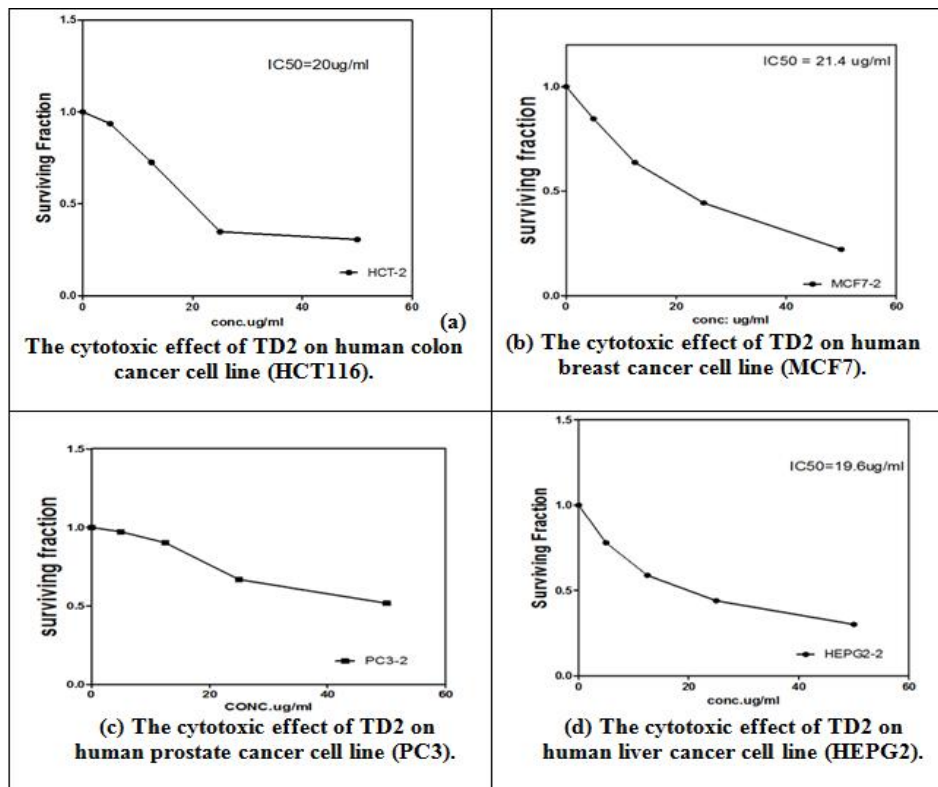 1.5
1.0
0.5
0.0
0
20
40
60
Surviving Fraction
IC50=20ug/ml
HCT-2
conc.ug/ml
(a)
The cytotoxic effect of TD2 on human colon
cancer cell line (HCT116).
1.0
0.5
0.0
0
20
40
60
surviving fraction
IC50 = 21.4 ug/ml
MCF7-2
conc: ug/ml
(b) The cytotoxic effect of TD2 on human
breast cancer cell line (MCF7).
1.5
1.0
0.5
0.0
0
20
40
60
surviving fraction
PC3-2
CONC.ug/ml
(c) The cytotoxic effect of TD2 on
human prostate cancer cell line (PC3).
1.5
1.0
0.5
0.0
0
20
40
60
Surviving Fraction
IC50=19.6ug/ml
HEPG2-2
conc.ug/ml
(d) The cytotoxic effect of TD2 on
human liver cancer cell line (HEPG2).